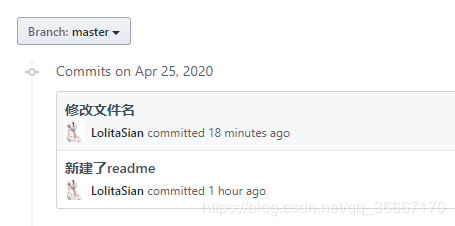 Branch: master
Commits on Apr 25, 2020
修改文件名
LolitaSian committed 18 minutes ago
新建了readme
LolitaSian committed 1 hour ago
https://blog.csdn.net/qq_36667170